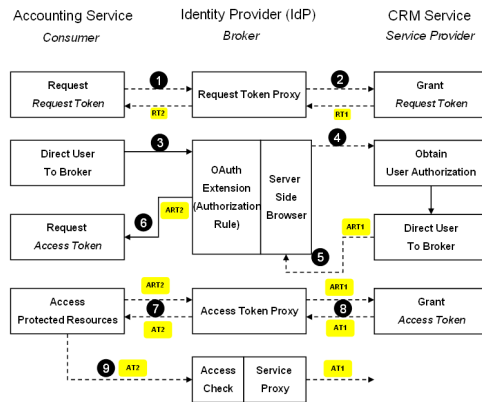 Accounting Service
Consumer
Identity Provider (IdP)
Broker
CRM Service
Service Provider
Request
Request Token
1
RT2
Request Token Proxy
2
RT1
Grant
Request Token
Direct User
To Broker
3
OAuth
Extension
(Authorization
Rule)
Server
Side
Browser
4
Obtain
User Authorization
Request
Access Token
6
ART2
5
ART1
Direct User
To Broker
Access
Protected Resources
ART2
7
AT2
Access Token Proxy
ART1
8
AT1
Grant
Access Token
9
AT2
Access
Check
Service
Proxy
AT1